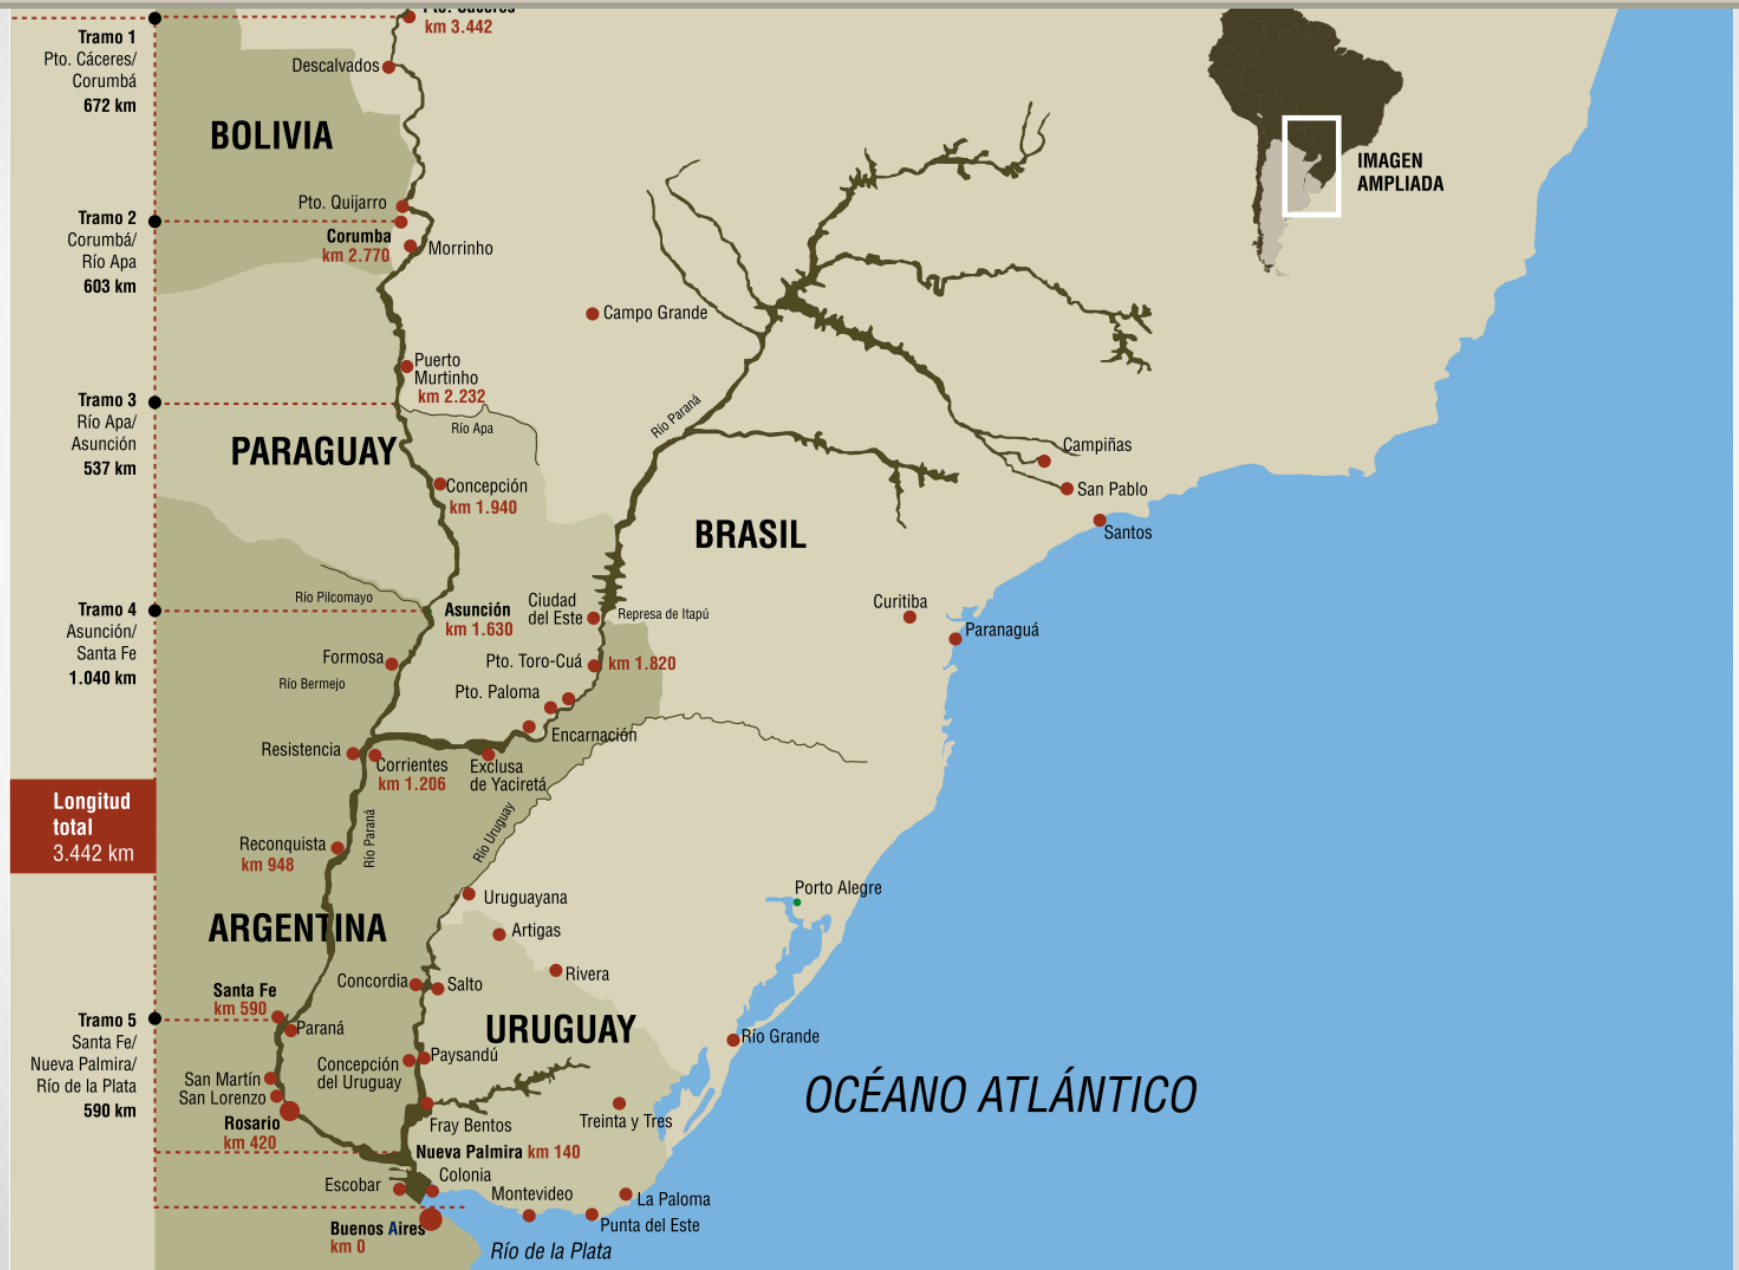 Pto. Cáceres
km 3.442
Tramo 1
Pto. Cáceres/
Corumbá
672 km
Descalvados
BOLIVIA
IMAGEN
AMPLIADA
Pto. Quijarro
Tramo 2
Corumbá/
Río Apa
603 km
Corumba
km 2.770
Morrinho
Campo Grande
Puerto
Murtinho
km 2.232
Tramo 3
Río Apa/
Asunción
537 km
Río Apa
Río Paraná
PARAGUAY
Campiñas
Concepción
km 1.940
San Pablo
BRASIL
Santos
Río Pilcomayo
Tramo 4
Asunción/
Santa Fe
1.040 km
Asunción
km 1.630
Ciudad
del Este
Represa de Itapú
Curitiba
Paranaguá
Formosa
Río Bermejo
Pto. Toro-Cuá
km 1.820
Pto. Paloma
Encarnación
Resistencia
Corrientes
km 1.206
Exclusa
de Yaciretá
Longitud
total
3.442 km
Río Paraná
Río Uruguay
Reconquista
km 948
Uruguayana
Porto Alegre
ARGENTINA
Artigas
Rivera
Concordia
Salto
Santa Fe
km 590
Tramo 5
Santa Fe/
Nueva Palmira/
Río de la Plata
590 km
Paraná
URUGUAY
Río Grande
Paysandú
Concepción
del Uruguay
San Martín
San Lorenzo
OCÉANO ATLÁNTICO
Rosario
km 420
Fray Bentos
Treinta y Tres
Nueva Palmira km 140
Colonia
Escobar
Montevideo
La Paloma
Punta del Este
Buenos Aires
km 0
Río de la Plata